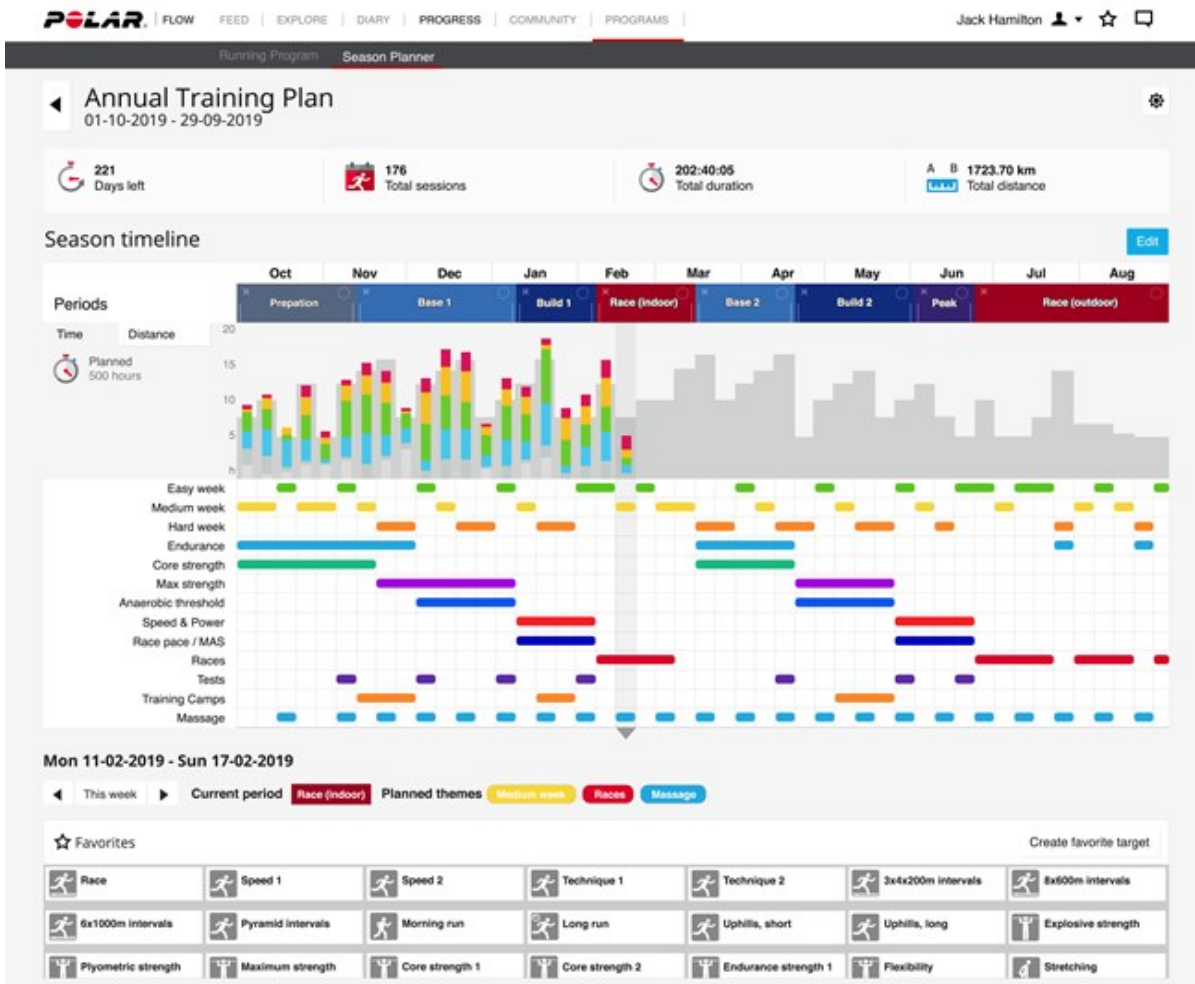 POLAR. FLOW FEED EXPLORE DIARY PROGRESS COMMUNITY PROGRAMS Jack Hamilton
Running Program Season Planner
Annual Training Plan
01-10-2019 - 29-09-2019
221 Days left
176 Total sessions
202:40:05 Total duration
A B 1723.70 km Total distance
Season timeline Edit
Oct Nov Dec Jan Feb Mar Apr May Jun Jul Aug
Periods Prepation Base 1 Build 1 Race (indoor) Base 2 Build 2 Peak Race (outdoor)
Time Distance
Planned
500 hours
20
15
10
5
h
Easy week
Medium week
Hard week
Endurance
Core strength
Max strength
Anaerobic threshold
Speed & Power
Race pace / MAS
Races
Tests
Training Camps
Massage
Mon 11-02-2019 - Sun 17-02-2019
This week Current period Race (indoor) Planned themes Medium week Races Massage
Favorites Create favorite target
Race Speed 1 Speed 2 Technique 1 Technique 2 3x4x200m intervals 8x600m intervals
6x1000m intervals Pyramid intervals Morning run Long run Uphills, short Uphills, long Explosive strength
Plyometric strength Maximum strength Core strength 1 Core strength 2 Endurance strength 1 Flexibility Stretching